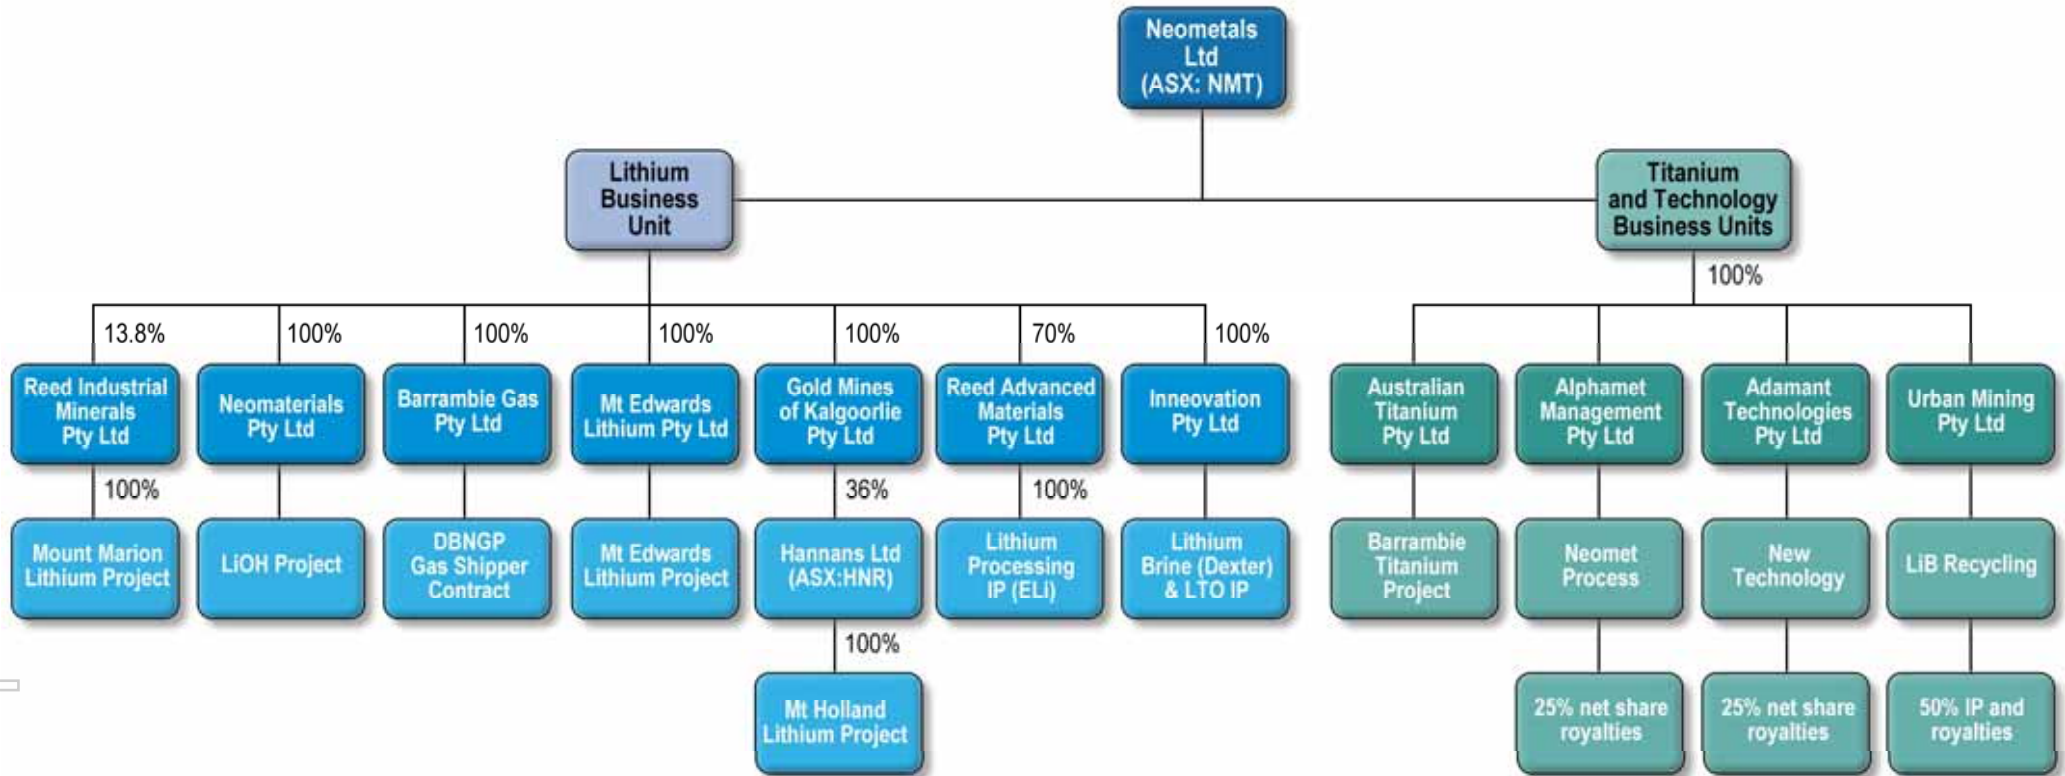 Neometals
Ltd
(ASX: NMT)
Lithium
Business
Unit
Titanium
and Technology
Business Units
100%
13.8%
100%
100%
100%
100%
70%
100%
Reed Industrial
Minerals
Pty Ltd
Neomaterials
Pty Ltd
Barrambie Gas
Pty Ltd
Mt Edwards
Lithium Pty Ltd
Gold Mines
of Kalgoorlie
Pty Ltd
Reed Advanced
Materials
Pty Ltd
Inneovation
Pty Ltd
Australian
Titanium
Pty Ltd
Alphamet
Management
Pty Ltd
Adamant
Technologies
Pty Ltd
Urban Mining
Pty Ltd
100%
36%
100%
Mount Marion
Lithium Project
LiOH Project
DBNGP
Gas Shipper
Contract
Mt Edwards
Lithium Project
Hannans Ltd
(ASX:HNR)
Lithium
Processing
IP (ELi)
Lithium
Brine (Dexter)
& LTO IP
Barrambie
Titanium
Project
Neomet
Process
New
Technology
LiB Recycling
100%
Mt Holland
Lithium Project
25% net share
royalties
25% net share
royalties
50% IP and
royalties